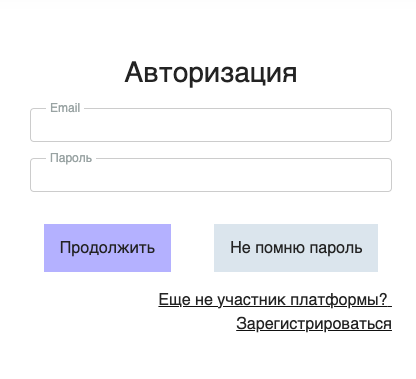 Авторизация
Email
Пароль
Продолжить
Не помню пароль
Еще не участник платформы?
Зарегистрироваться